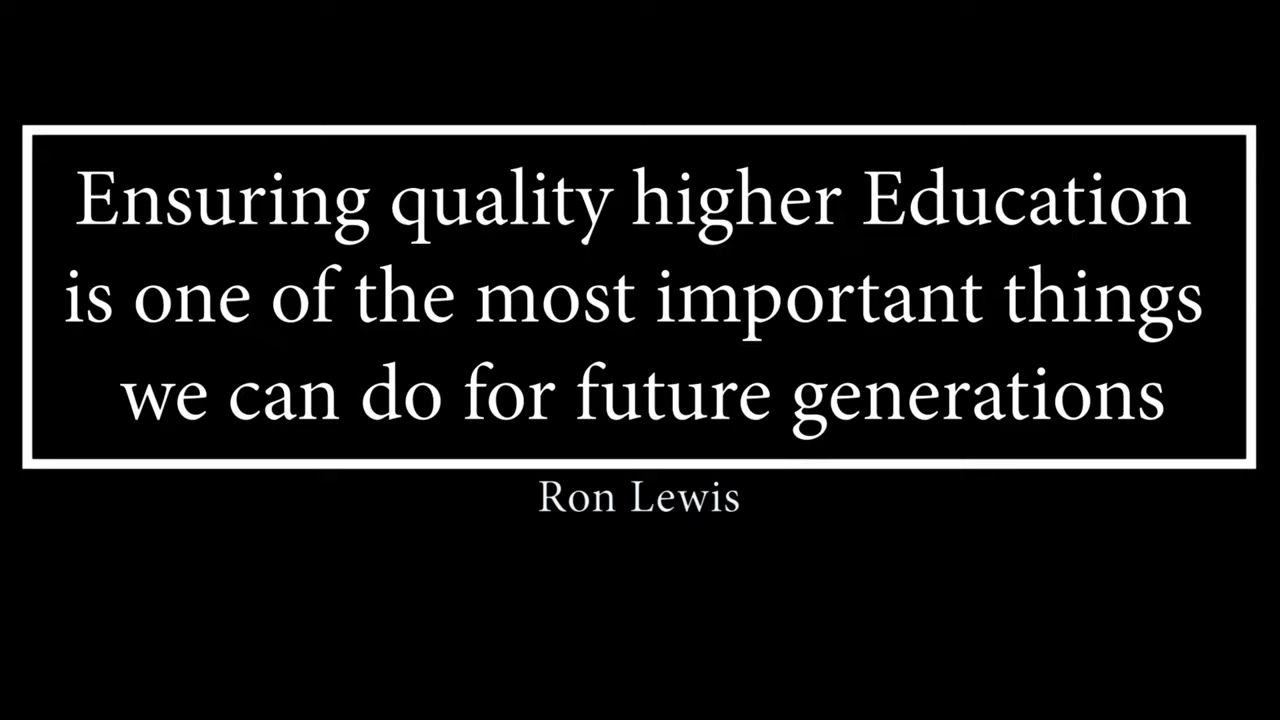 Ensuring quality higher Education
is one of the most important things
we can do for future generations
Ron Lewis